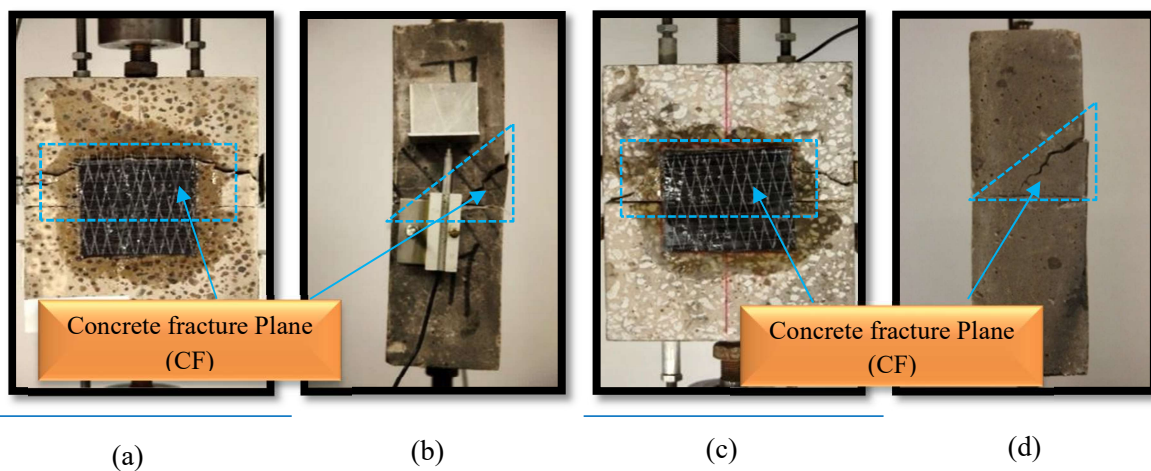 Concrete fracture Plane
(CF)
Concrete fracture Plane
(CF)
(a)
(b)
(c)
(d)